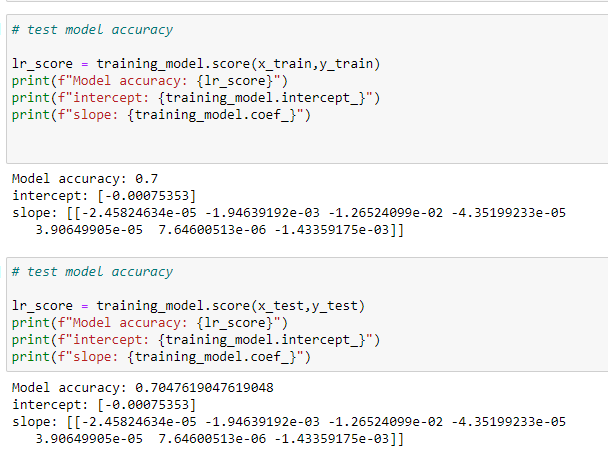 # test model accuracy
lr_score = training_model.score(x_train,y_train)
print(f"Model accuracy: {lr_score}")
print(f"intercept: {training_model.intercept_}")
print(f"slope: {training_model.coef_}")
Model accuracy: 0.7
intercept: [-0.00075353]
slope: [[-2.45824634e-05 -1.94639192e-03 -1.26524099e-02 -4.35199233e-05
3.90649905e-05  7.64600513e-06 -1.43359175e-03]]
# test model accuracy
lr_score = training_model.score(x_test,y_test)
print(f"Model accuracy: {lr_score}")
print(f"intercept: {training_model.intercept_}")
print(f"slope: {training_model.coef_}")
Model accuracy: 0.7047619047619048
intercept: [-0.00075353]
slope: [[-2.45824634e-05 -1.94639192e-03 -1.26524099e-02 -4.35199233e-05
3.90649905e-05  7.64600513e-06 -1.43359175e-03]]